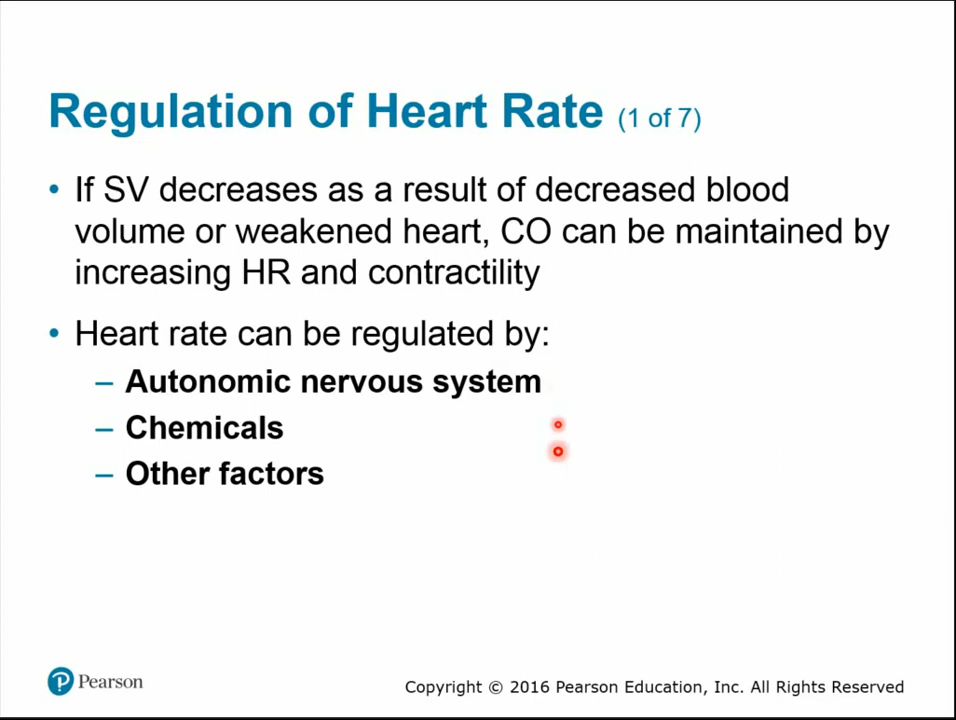 Regulation of Heart Rate (1 of 7)
• If SV decreases as a result of decreased blood
volume or weakened heart, CO can be maintained by
increasing HR and contractility
• Heart rate can be regulated by:
– Autonomic nervous system
– Chemicals
– Other factors
P Pearson
Copyright © 2016 Pearson Education, Inc. All Rights Reserved